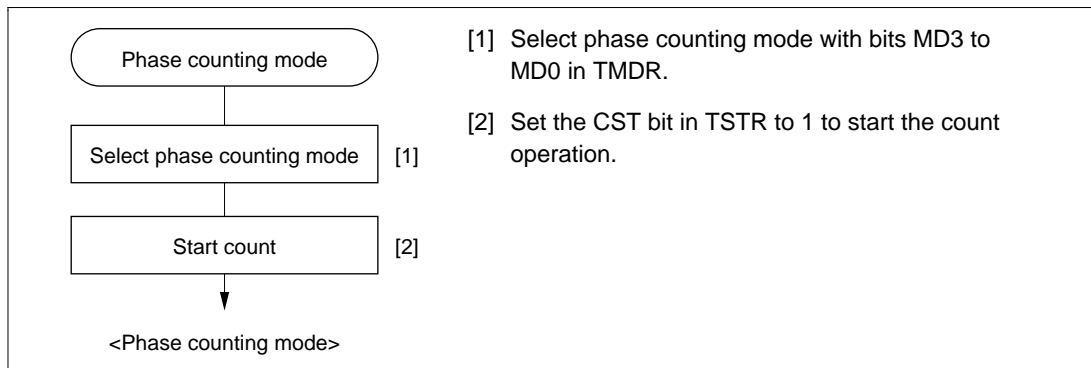 Phase counting mode
Select phase counting mode [1]
Start count [2]
<Phase counting mode>
[1] Select phase counting mode with bits MD3 to
MD0 in TMDR.
[2] Set the CST bit in TSTR to 1 to start the count
operation.